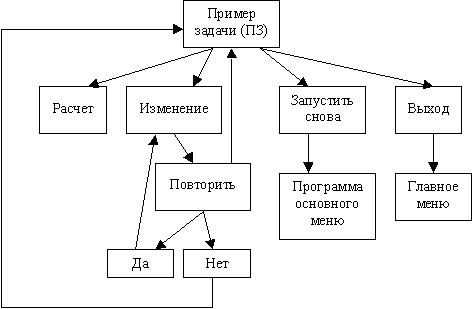 Пример
задачи (ПЗ)
Расчет
Изменение
Запустить
снова
Выход
Повторить
Программа
основного
меню
Главное
меню
Да
Нет